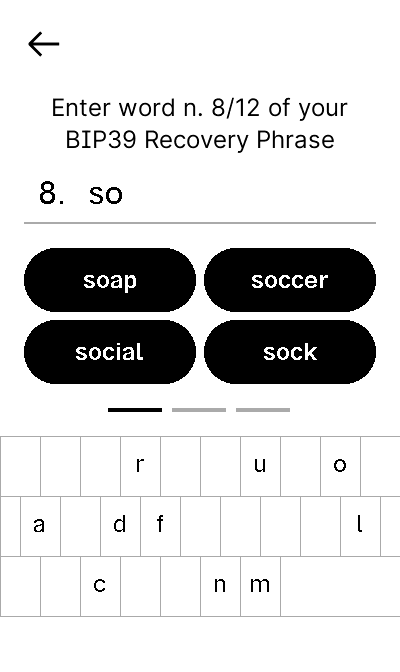 Enter word n. 8/12 of your
BIP39 Recovery Phrase
8. so
soap soccer
social sock
r u o
a d f l
c n m